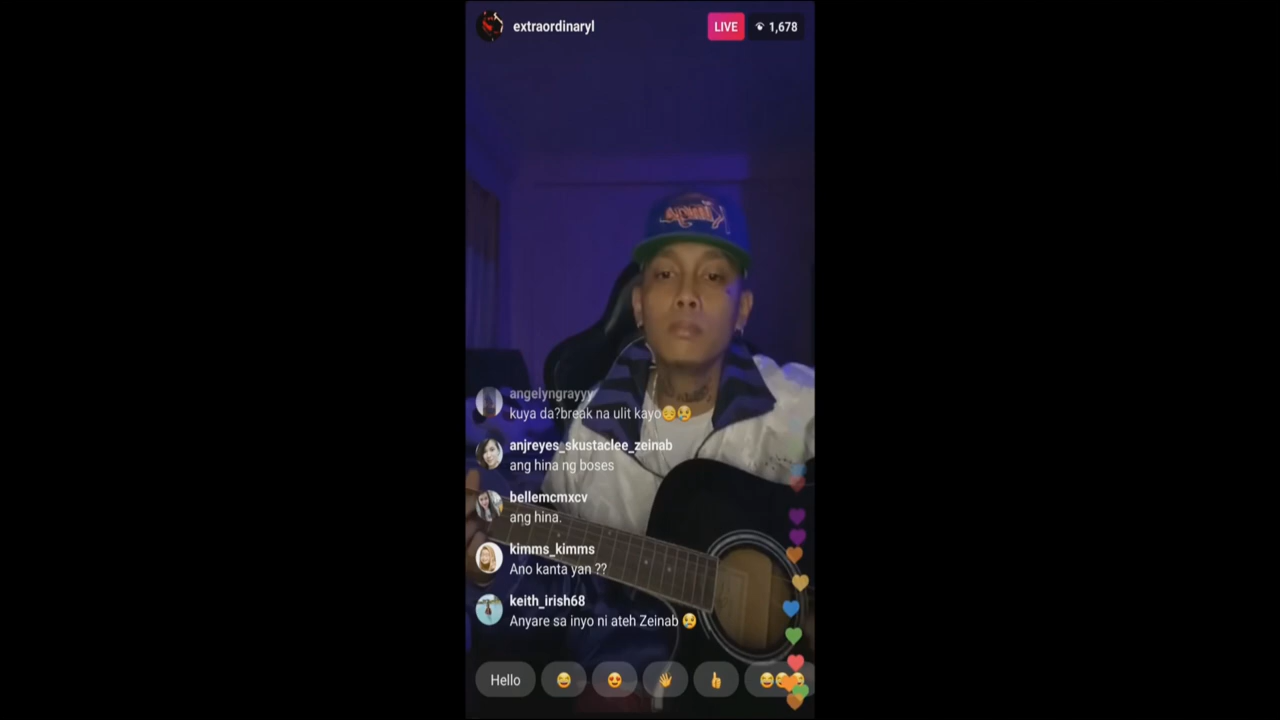 extraordinaryl
LIVE
1,678
angelyngrayyy
kuya da?break na ulit kayo😔😢
anjreyes_skustaclee_zeinab
ang hina ng boses
bellemcmxcv
ang hina.
kimms_kimms
Ano kanta yan ??
keith_irish68
Anyare sa inyo ni ateh Zeinab 😢
Hello